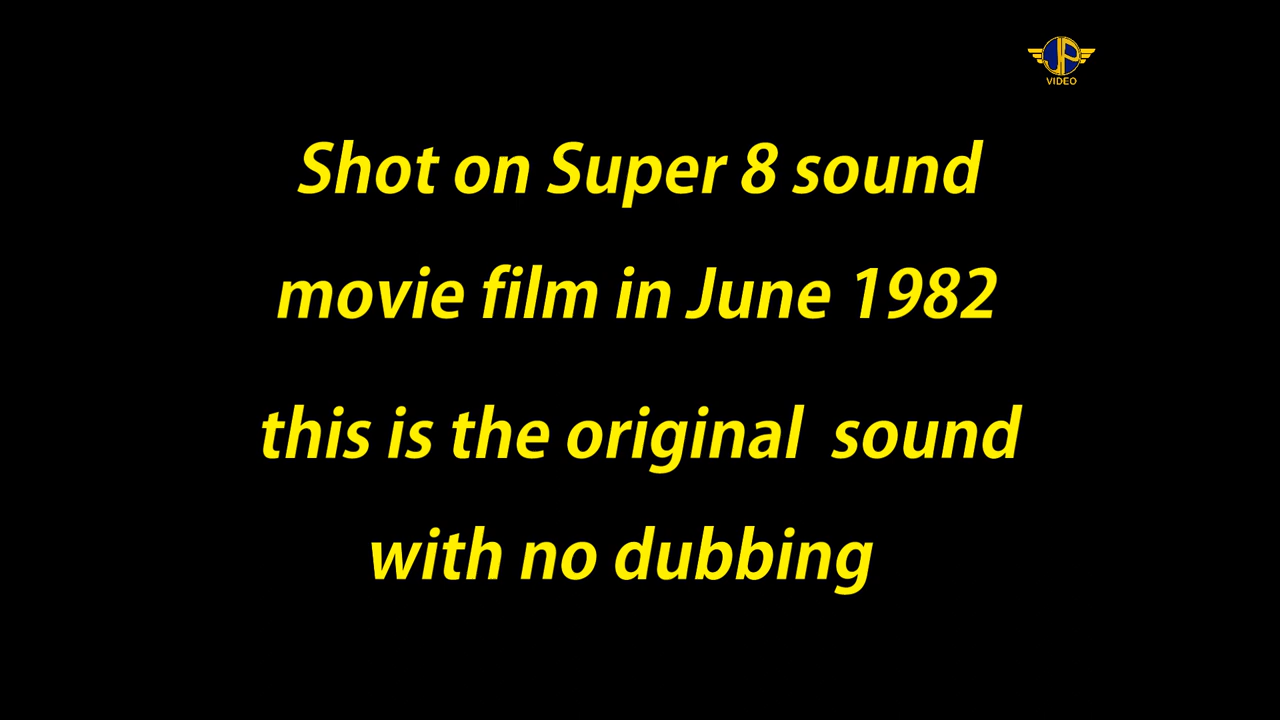 JP
VIDEO
Shot on Super 8 sound
movie film in June 1982
this is the original  sound
with no dubbing